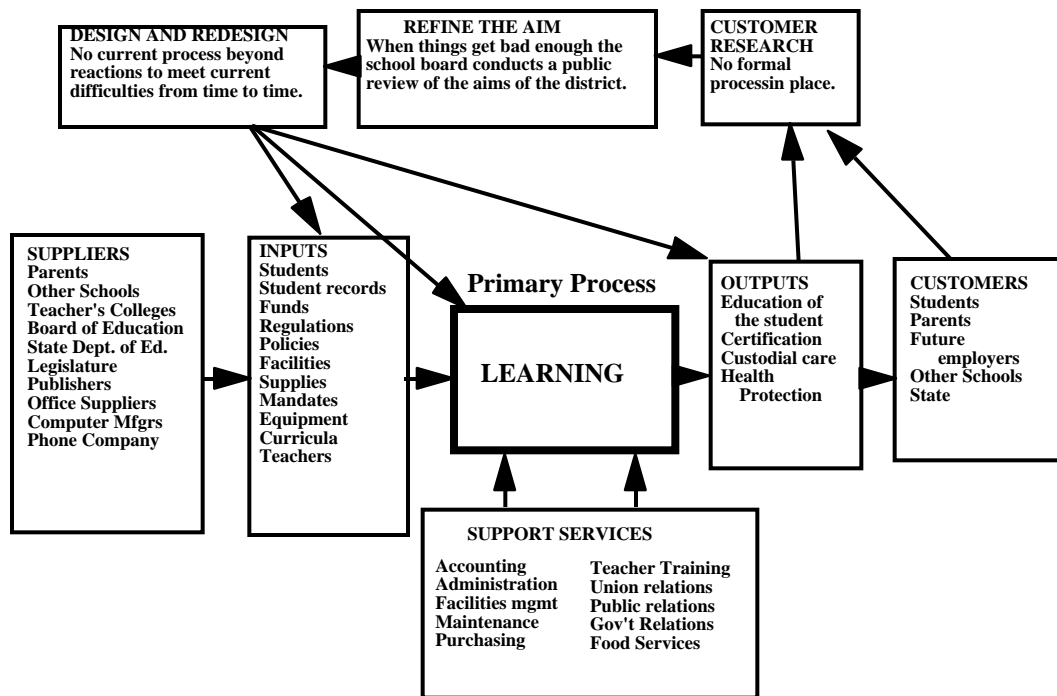 DESIGN AND REDESIGN
No current process beyond
reactions to meet current
difficulties from time to time.
REFINE THE AIM
When things get bad enough the
school board conducts a public
review of the aims of the district.
CUSTOMER
RESEARCH
No formal
processin place.
SUPPLIERS
Parents
Other Schools
Teacher's Colleges
Board of Education
State Dept. of Ed.
Legislature
Publishers
Office Suppliers
Computer Mfgrs
Phone Company
INPUTS
Students
Student records
Funds
Regulations
Policies
Facilities
Supplies
Mandates
Equipment
Curricula
Teachers
Primary Process
LEARNING
OUTPUTS
Education of
the student
Certification
Custodial care
Health
Protection
CUSTOMERS
Students
Parents
Future
employers
Other Schools
State
SUPPORT SERVICES
Accounting
Administration
Facilities mgmt
Maintenance
Purchasing
Teacher Training
Union relations
Public relations
Gov't Relations
Food Services